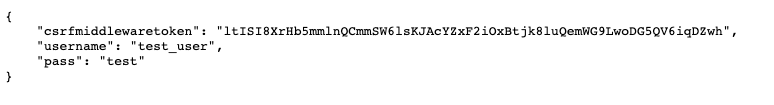 {
"csrfmiddlewaretoken": "ltISI8XrHb5mmlnQCmmSW6lsKJAcYZxF2iOxBtjk8luQemWG9LwoDG5QV6iqDZwh",
"username": "test_user",
"pass": "test"
}